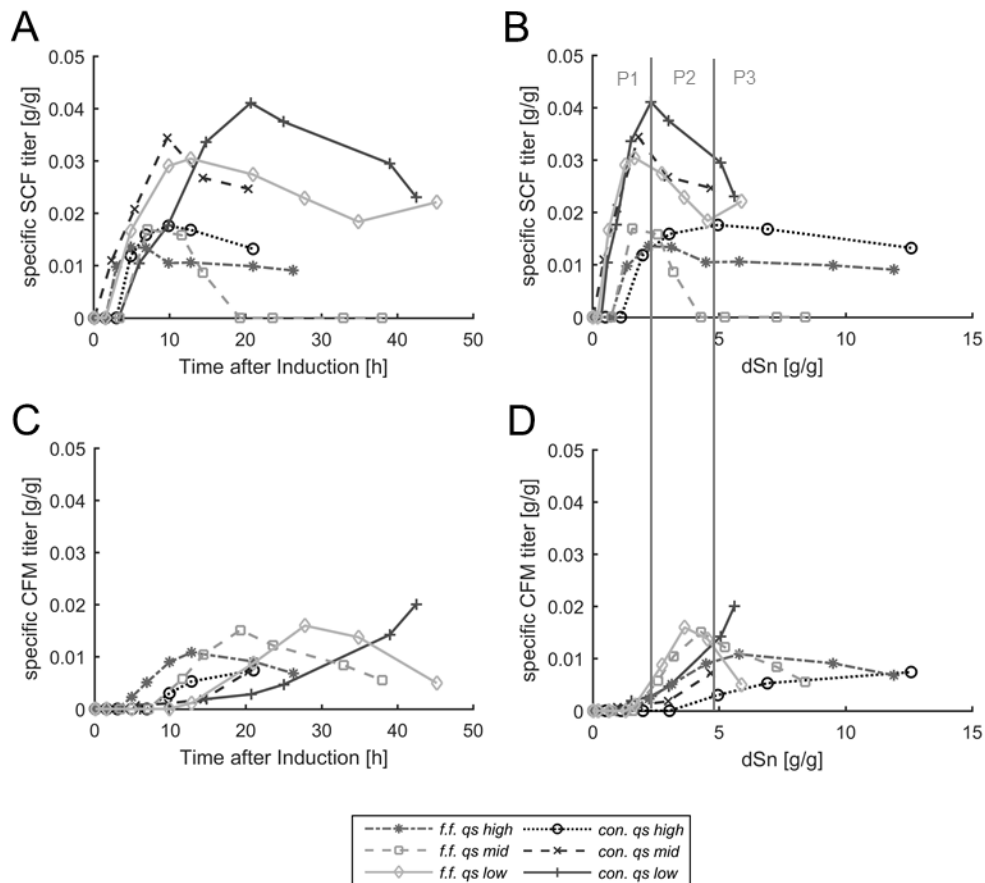 A
specific SCF titer [g/g]
0.05
0.04
0.03
0.02
0.01
0
0
10
20
30
40
50
Time after Induction [h]
B
P1
P2
P3
specific SCF titer [g/g]
0.05
0.04
0.03
0.02
0.01
0
0
5
10
15
dSn [g/g]
C
specific CFM titer [g/g]
0.05
0.04
0.03
0.02
0.01
0
0
10
20
30
40
50
Time after Induction [h]
D
specific CFM titer [g/g]
0.05
0.04
0.03
0.02
0.01
0
0
5
10
15
dSn [g/g]
f.f. qs high
con. qs high
f.f. qs mid
con. qs mid
f.f. qs low
con. qs low